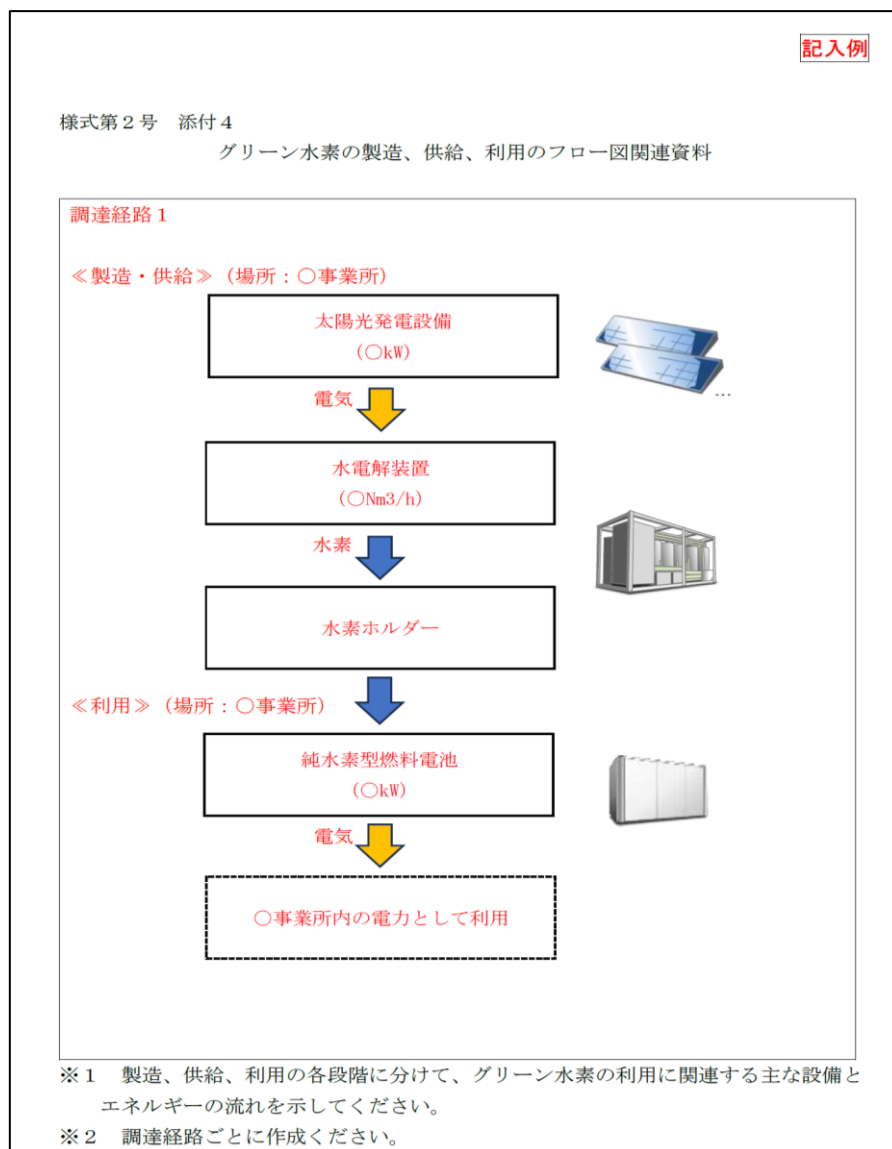 記入例
様式第２号　添付４
グリーン水素の製造、供給、利用のフロー図関連資料
調達経路１
≪製造・供給≫（場所：○事業所）
太陽光発電設備
（○kW）
…
電気
水電解装置
（○Nm3/h）
水素
水素ホルダー
≪利用≫（場所：○事業所）
純水素型燃料電池
（○kW）
電気
○事業所内の電力として利用
※１　製造、供給、利用の各段階に分けて、グリーン水素の利用に関連する主な設備と
エネルギーの流れを示してください。
※２　調達経路ごとに作成ください。